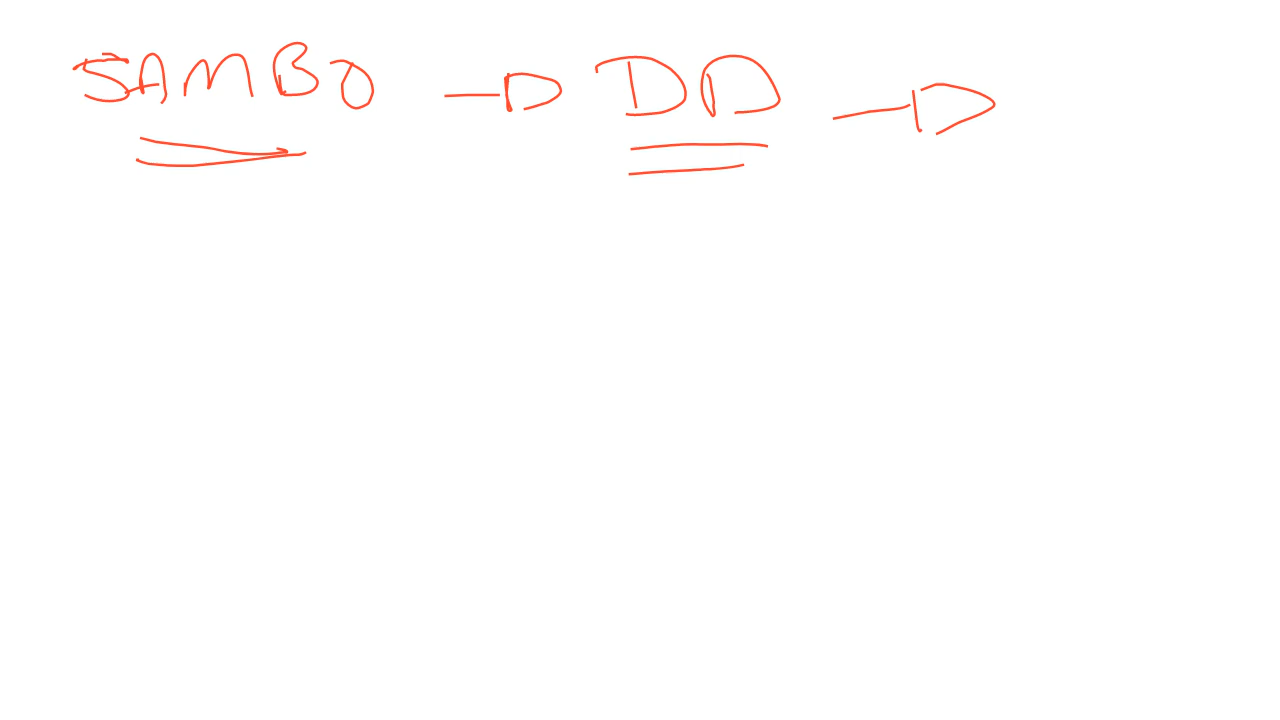 SAMBO → DD →